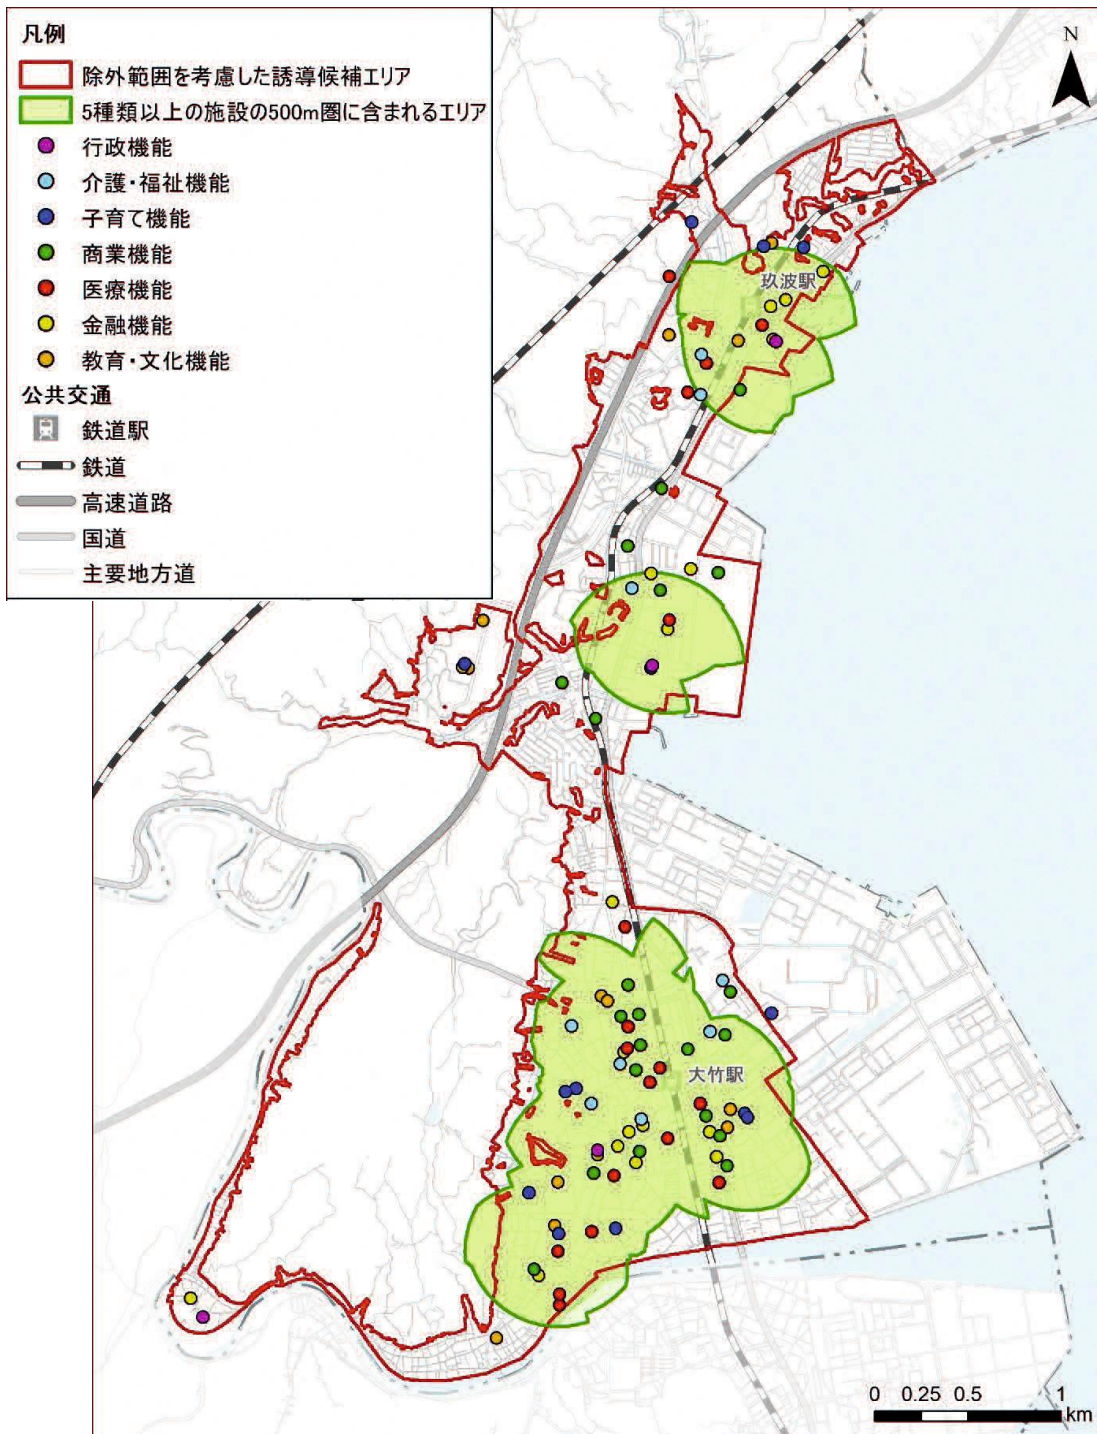 凡例
除外範囲を考慮した誘導候補エリア
5種類以上の施設の500m圏に含まれるエリア
行政機能
介護・福祉機能
子育て機能
商業機能
医療機能
金融機能
教育・文化機能
公共交通
鉄道駅
鉄道
高速道路
国道
主要地方道
N
玖波駅
大竹駅
0 0.25 0.5 1
km